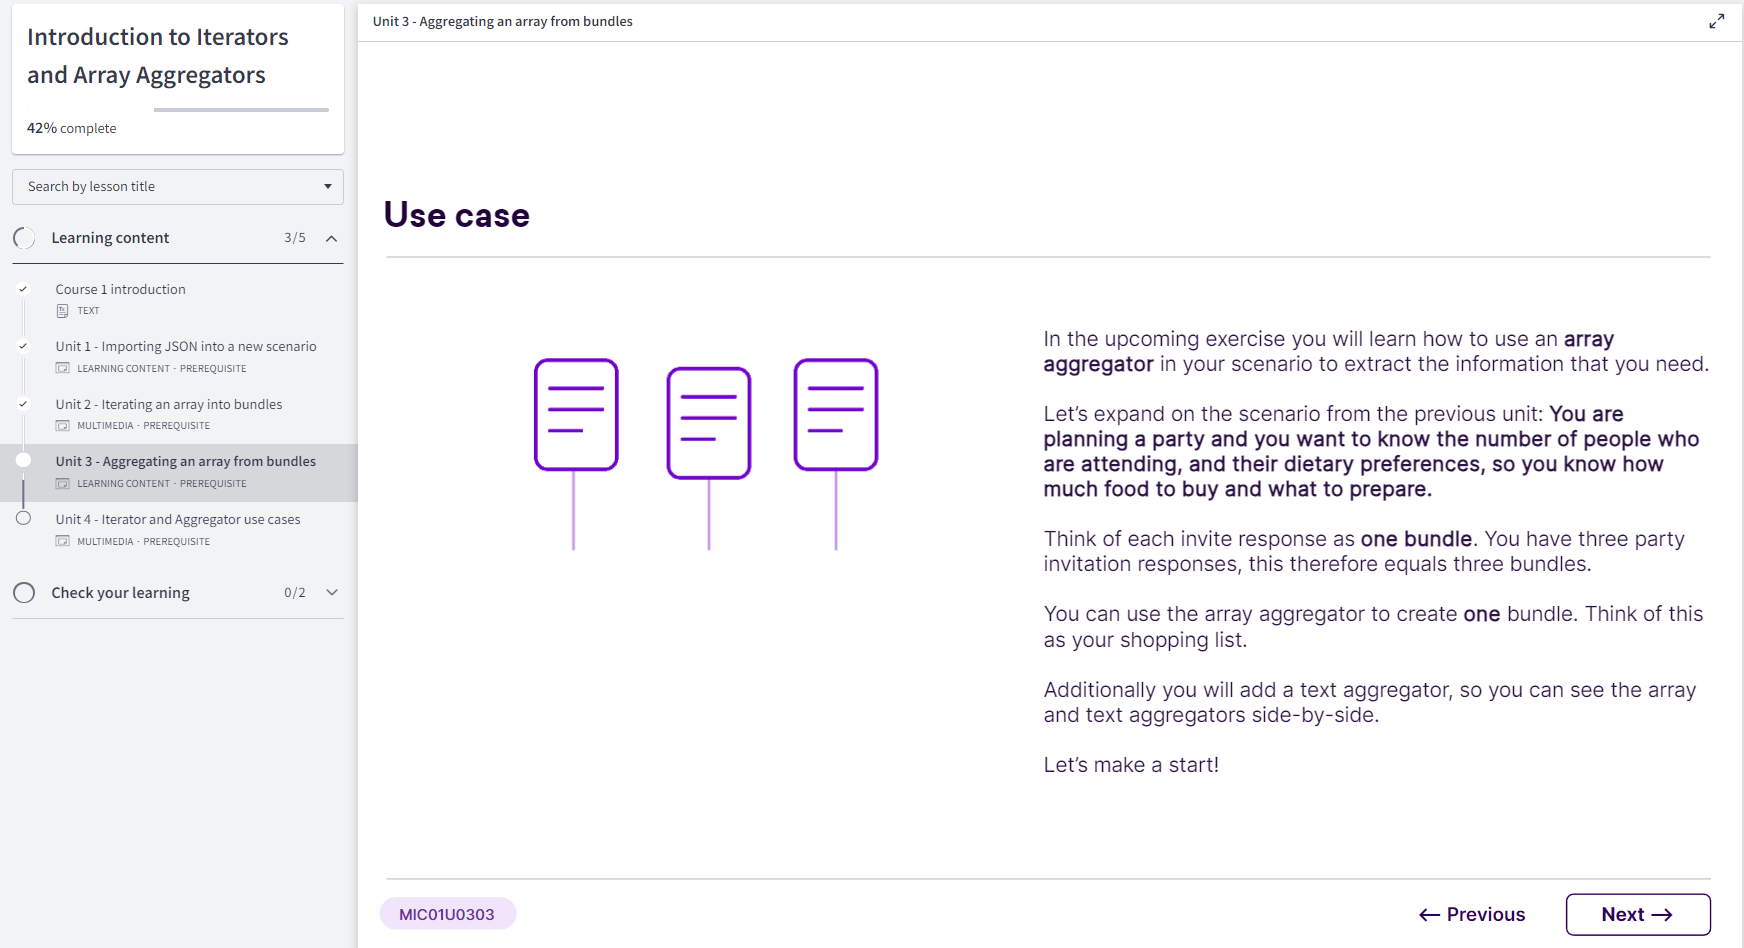 Introduction to Iterators
and Array Aggregators
42% complete
Search by lesson title
Learning content 3/5
Course 1 introduction
TEXT
Unit 1 - Importing JSON into a new scenario
LEARNING CONTENT · PREREQUISITE
Unit 2 - Iterating an array into bundles
MULTIMEDIA · PREREQUISITE
Unit 3 - Aggregating an array from bundles
LEARNING CONTENT · PREREQUISITE
Unit 4 - Iterator and Aggregator use cases
MULTIMEDIA · PREREQUISITE
Check your learning 0/2
Unit 3 - Aggregating an array from bundles
Use case
In the upcoming exercise you will learn how to use an array
aggregator in your scenario to extract the information that you need.
Let’s expand on the scenario from the previous unit: You are
planning a party and you want to know the number of people who
are attending, and their dietary preferences, so you know how
much food to buy and what to prepare.
Think of each invite response as one bundle. You have three party
invitation responses, this therefore equals three bundles.
You can use the array aggregator to create one bundle. Think of this
as your shopping list.
Additionally you will add a text aggregator, so you can see the array
and text aggregators side-by-side.
Let’s make a start!
MIC01U0303
← Previous
Next →